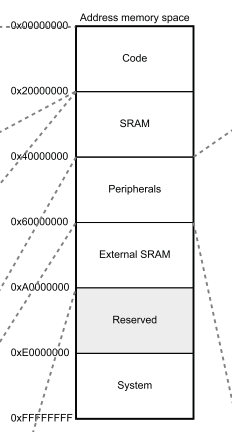 Address memory space
0x00000000
Code
0x20000000
SRAM
0x40000000
Peripherals
0x60000000
External SRAM
0xA0000000
Reserved
0xE0000000
System
0xFFFFFFFF